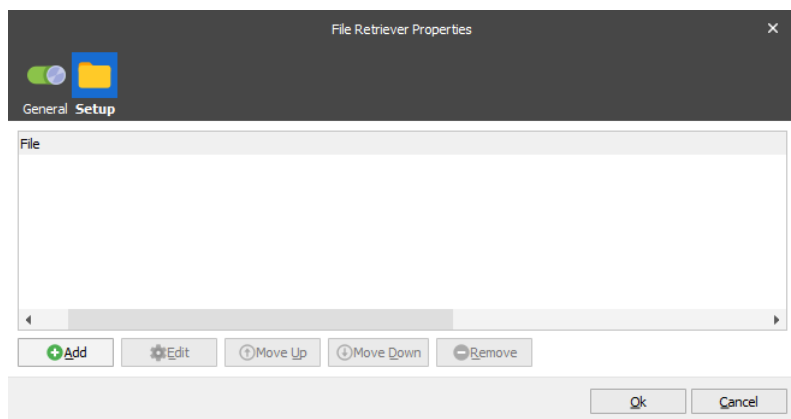 File Retriever Properties
General Setup
File
Add Edit Move Up Move Down Remove
Ok Cancel